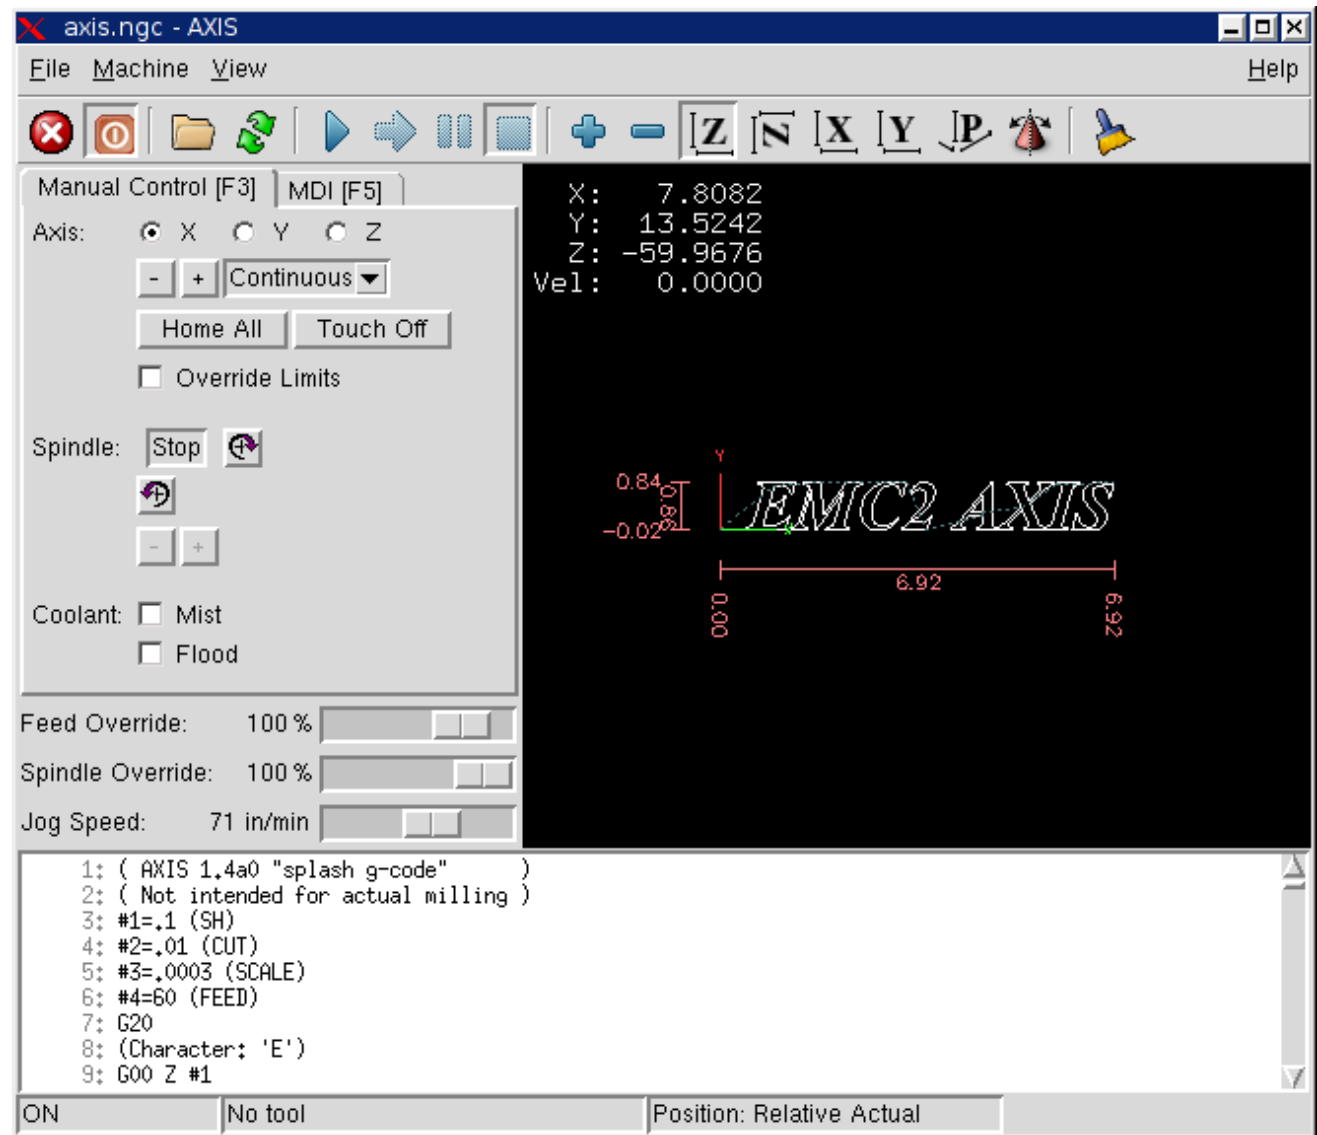 axis.ngc - AXIS
File Machine View Help
Z N X Y P
Manual Control [F3] MDI [F5]
Axis: X Y Z
- + Continuous
Home All Touch Off
Override Limits
Spindle: Stop
- +
Coolant: Mist
Flood
Feed Override: 100 %
Spindle Override: 100 %
Jog Speed: 71 in/min
X: 7.8082
Y: 13.5242
Z: -59.9676
Vel: 0.0000
Y
0.84
0.86
-0.02
EMC2 AXIS
X
6.92
0.00
6.92
1: ( AXIS 1.4a0 "splash g-code" )
2: ( Not intended for actual milling )
3: #1=.1 (SH)
4: #2=.01 (CUT)
5: #3=.0003 (SCALE)
6: #4=60 (FEED)
7: G20
8: (Character: 'E')
9: G00 Z #1
ON No tool Position: Relative Actual